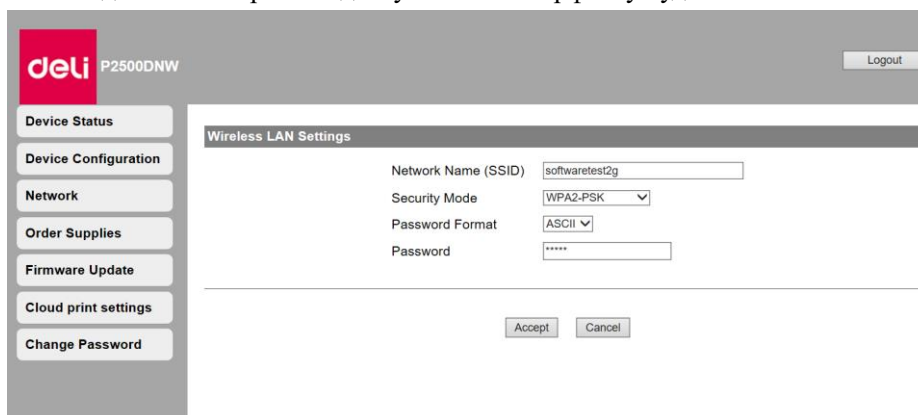 deli P2500DNW
Logout
Device Status
Device Configuration
Network
Order Supplies
Firmware Update
Cloud print settings
Change Password
Wireless LAN Settings
Network Name (SSID) softwaretest2g
Security Mode WPA2-PSK
Password Format ASCII
Password *****
Accept Cancel